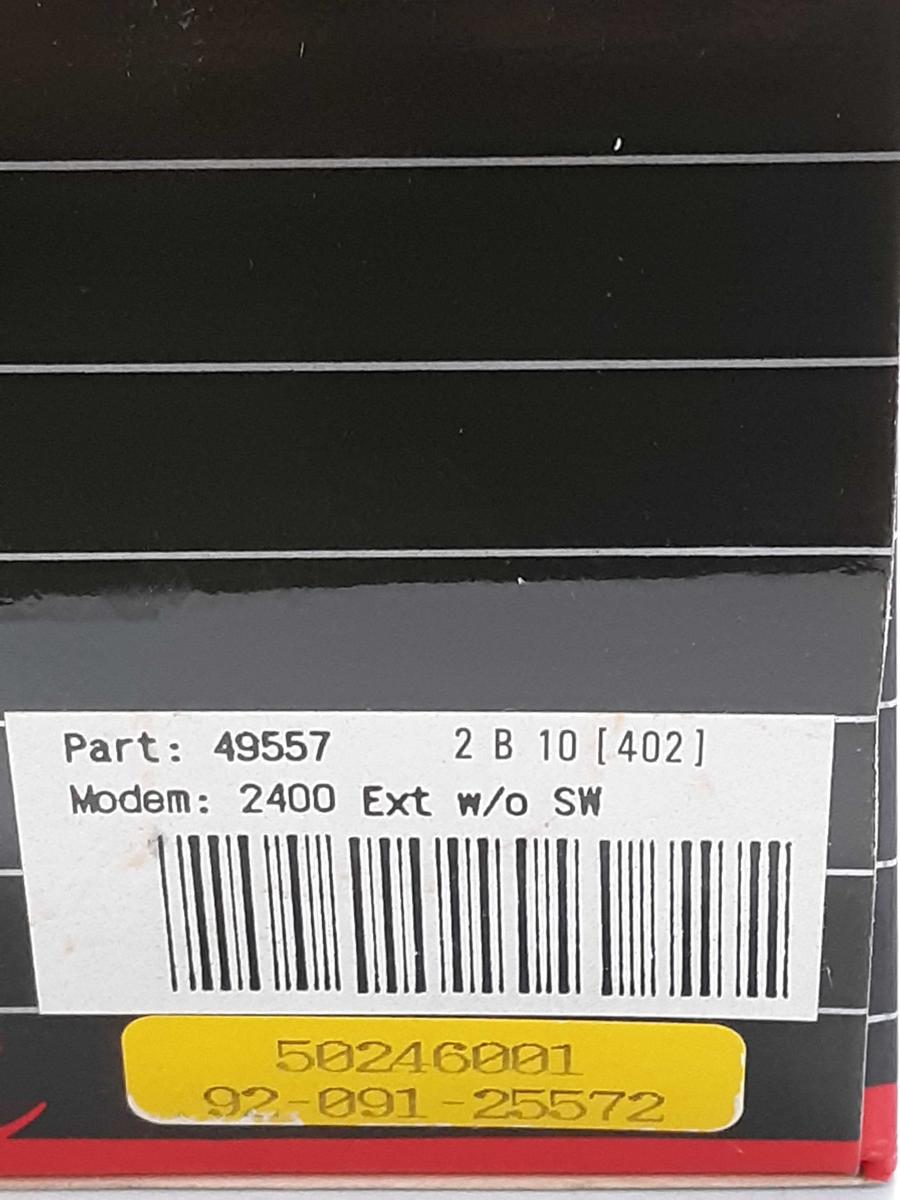 Part: 49557 2 B 10 [402]
Modem: 2400 Ext w/o SW
50246001
92-091-25572